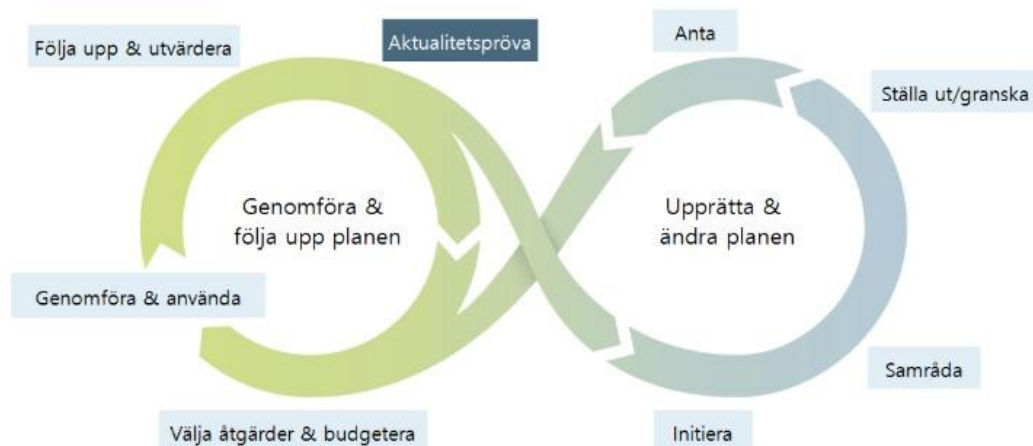 Följa upp & utvärdera
Aktualitetspröva
Anta
Ställa ut/granska
Genomföra &
följa upp planen
Upprätta &
ändra planen
Genomföra & använda
Samråda
Välja åtgärder & budgetera
Initiera